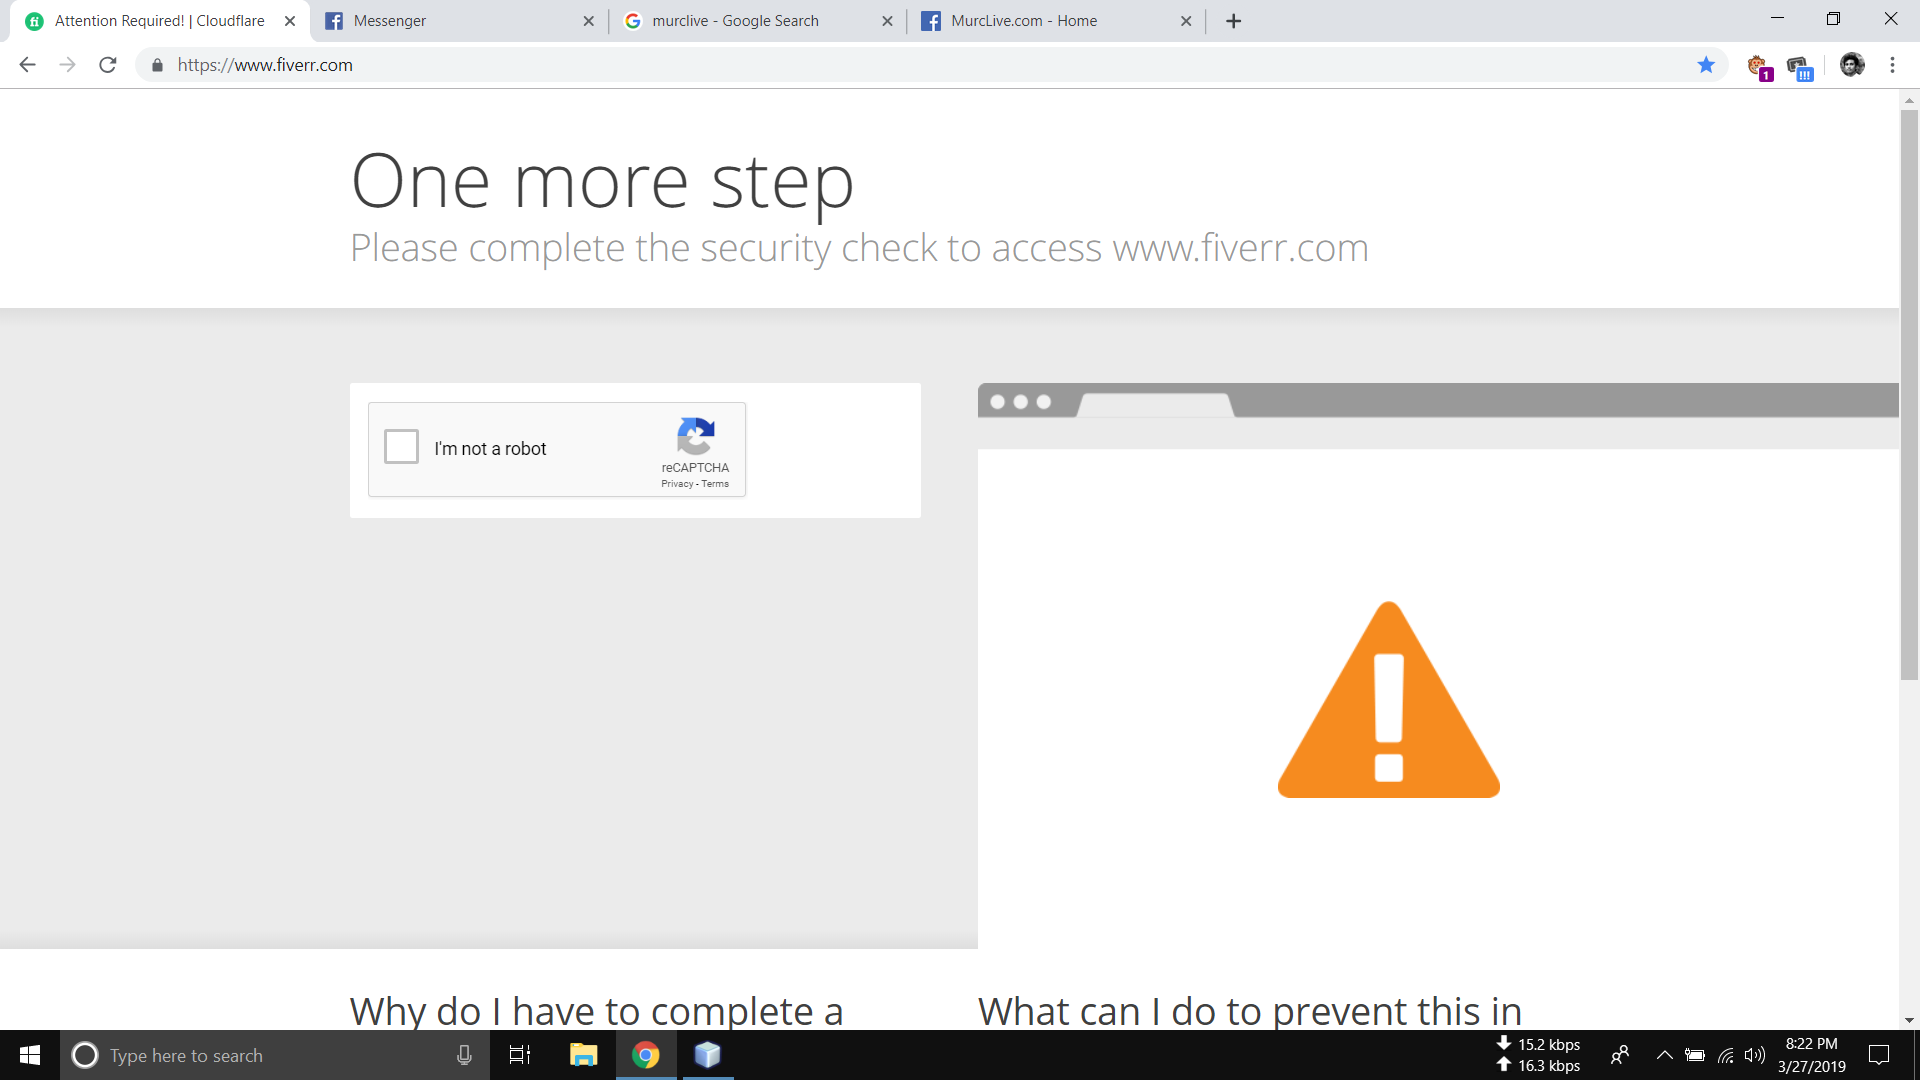 Attention Required! | Cloudflare
Messenger
murclive - Google Search
MurcLive.com - Home
https://www.fiverr.com
1
!!!
One more step
Please complete the security check to access www.fiverr.com
I'm not a robot
reCAPTCHA
Privacy - Terms
Why do I have to complete a
What can I do to prevent this in
Type here to search
15.2 kbps
16.3 kbps
8:22 PM
3/27/2019